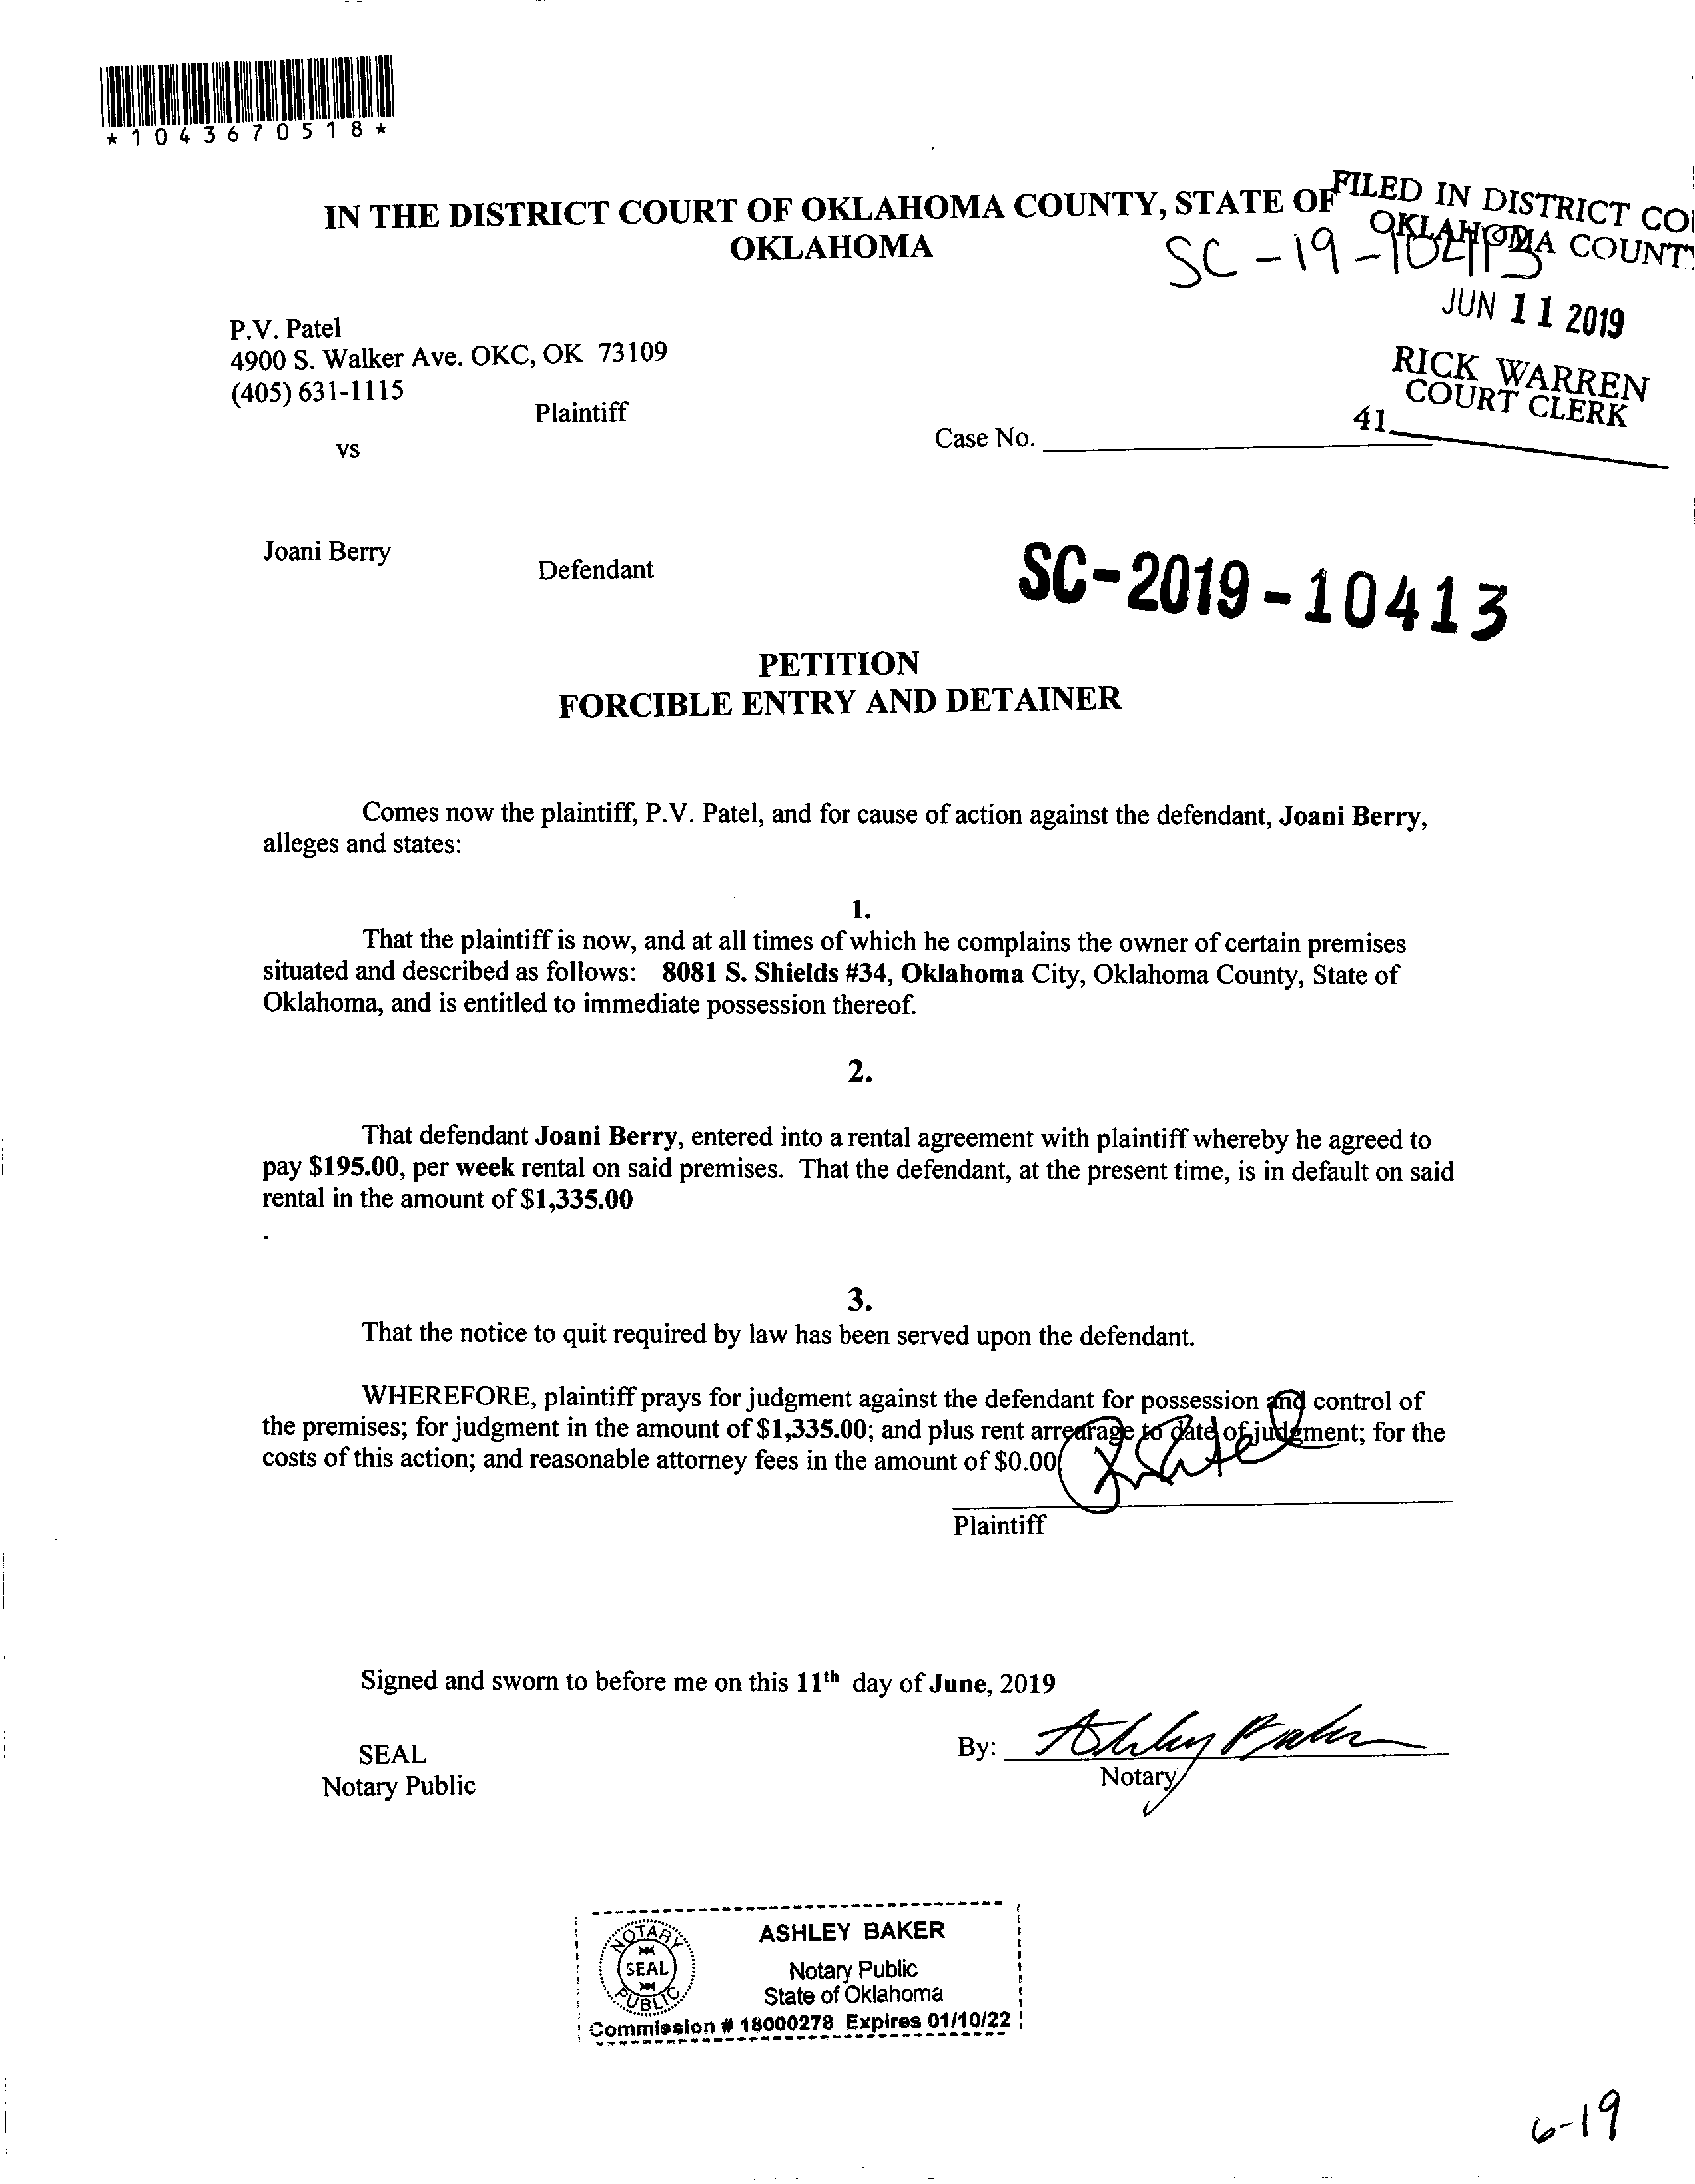 *1043670518*
IN THE DISTRICT COURT OF OKLAHOMA COUNTY, STATE OF
OKLAHOMA
FILED IN DISTRICT CO
OKLAHOMA COUNTY
SC-19-10413
JUN 11 2019
RICK WARREN
COURT CLERK
41
P.V. Patel
4900 S. Walker Ave. OKC, OK 73109
(405) 631-1115
Plaintiff
vs
Case No.
Joani Berry
Defendant
SC-2019-10413
PETITION
FORCIBLE ENTRY AND DETAINER
Comes now the plaintiff, P.V. Patel, and for cause of action against the defendant, Joani Berry,
alleges and states:
1.
That the plaintiff is now, and at all times of which he complains the owner of certain premises
situated and described as follows: 8081 S. Shields #34, Oklahoma City, Oklahoma County, State of
Oklahoma, and is entitled to immediate possession thereof.
2.
That defendant Joani Berry, entered into a rental agreement with plaintiff whereby he agreed to
pay $195.00, per week rental on said premises. That the defendant, at the present time, is in default on said
rental in the amount of $1,335.00
.
3.
That the notice to quit required by law has been served upon the defendant.
WHEREFORE, plaintiff prays for judgment against the defendant for possession and control of
the premises; for judgment in the amount of $1,335.00; and plus rent arrearage to date of judgment; for the
costs of this action; and reasonable attorney fees in the amount of $0.00
Plaintiff
Signed and sworn to before me on this 11th day of June, 2019
By: Ashley Baker
Notary
SEAL
Notary Public
NOTARY
SEAL
PUBLIC
ASHLEY BAKER
Notary Public
State of Oklahoma
Commission # 18000278 Expires 01/10/22
6-19